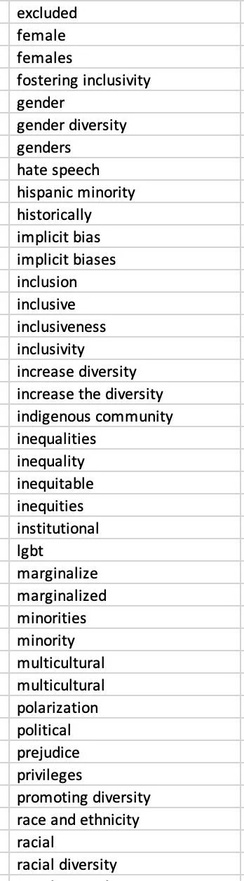 excluded
female
females
fostering inclusivity
gender
gender diversity
genders
hate speech
hispanic minority
historically
implicit bias
implicit biases
inclusion
inclusive
inclusiveness
inclusivity
increase diversity
increase the diversity
indigenous community
inequalities
inequality
inequitable
inequities
institutional
lgbt
marginalize
marginalized
minorities
minority
multicultural
multicultural
polarization
political
prejudice
privileges
promoting diversity
race and ethnicity
racial
racial diversity